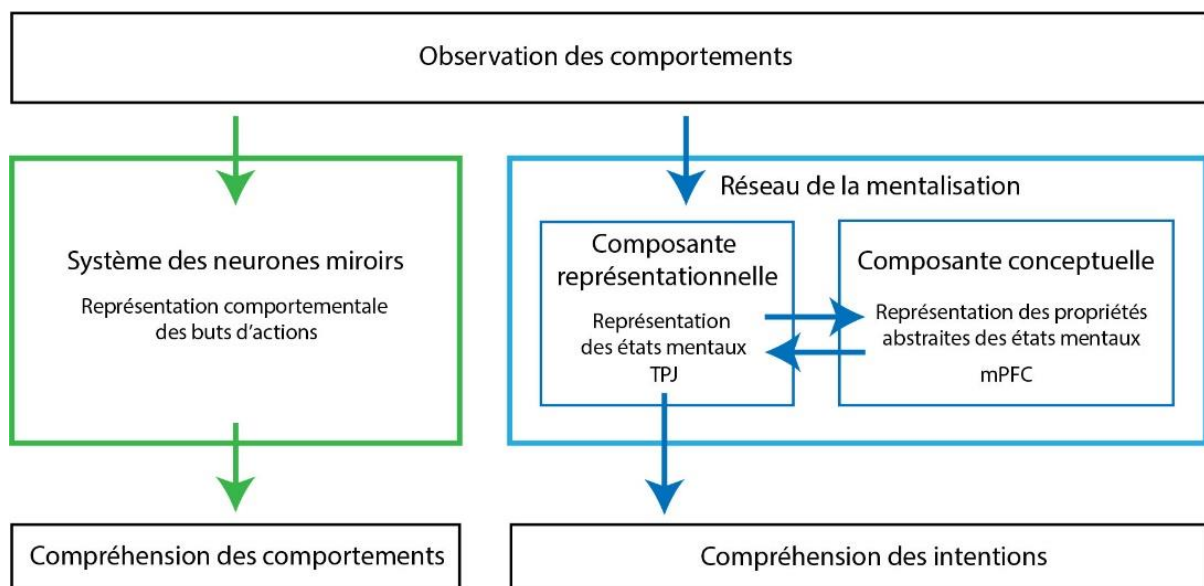 Observation des comportements
Système des neurones miroirs
Représentation comportementale
des buts d'actions
Réseau de la mentalisation
Composante
représentationnelle
Représentation
des états mentaux
TPJ
Composante conceptuelle
Représentation des propriétés
abstraites des états mentaux
mPFC
Compréhension des comportements
Compréhension des intentions